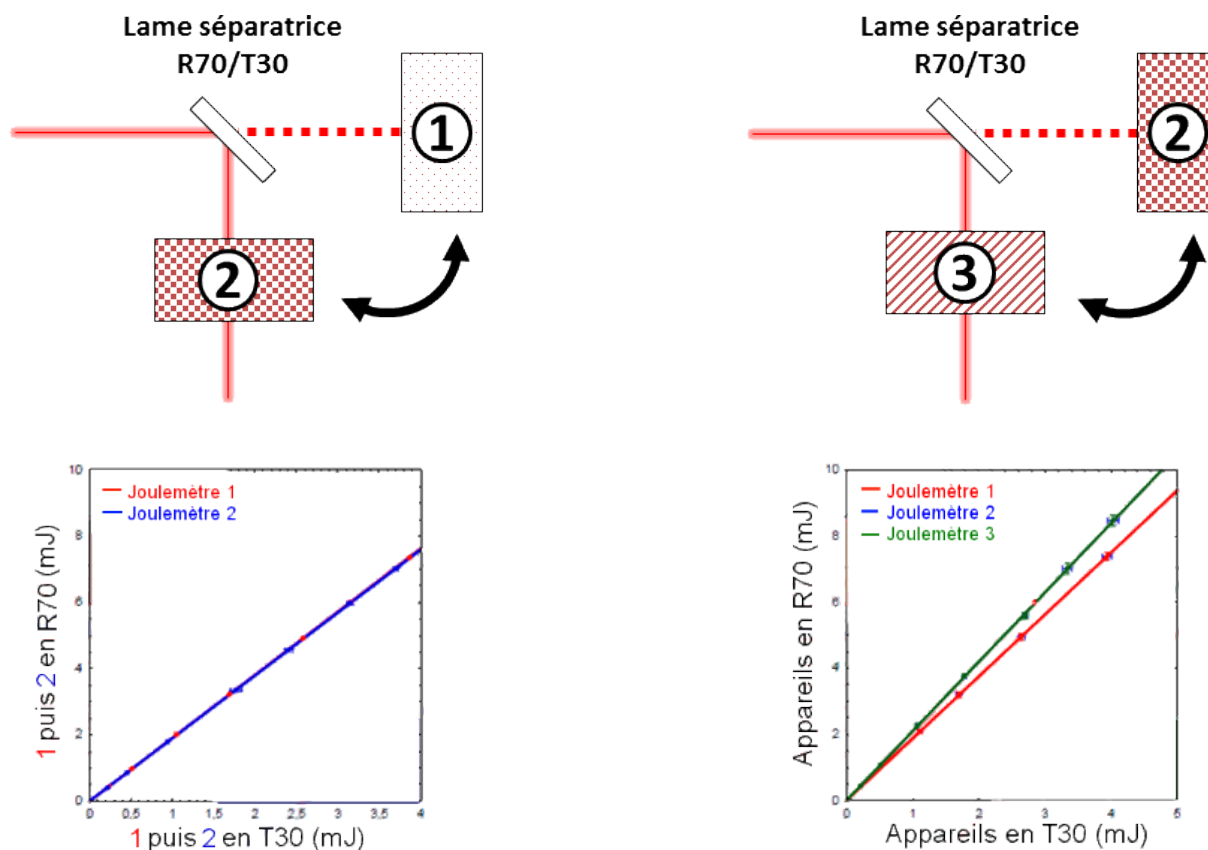 Lame séparatrice
R70/T30
1
2
Lame séparatrice
R70/T30
2
3
10
8
6
4
2
0
1 puis 2 en R70 (mJ)
Joulemètre 1
Joulemètre 2
0 0,5 1 1,5 2 2,5 3 3,5 4
1 puis 2 en T30 (mJ)
10
8
6
4
2
0
Appareils en R70 (mJ)
Joulemètre 1
Joulemètre 2
Joulemètre 3
0 1 2 3 4 5
Appareils en T30 (mJ)